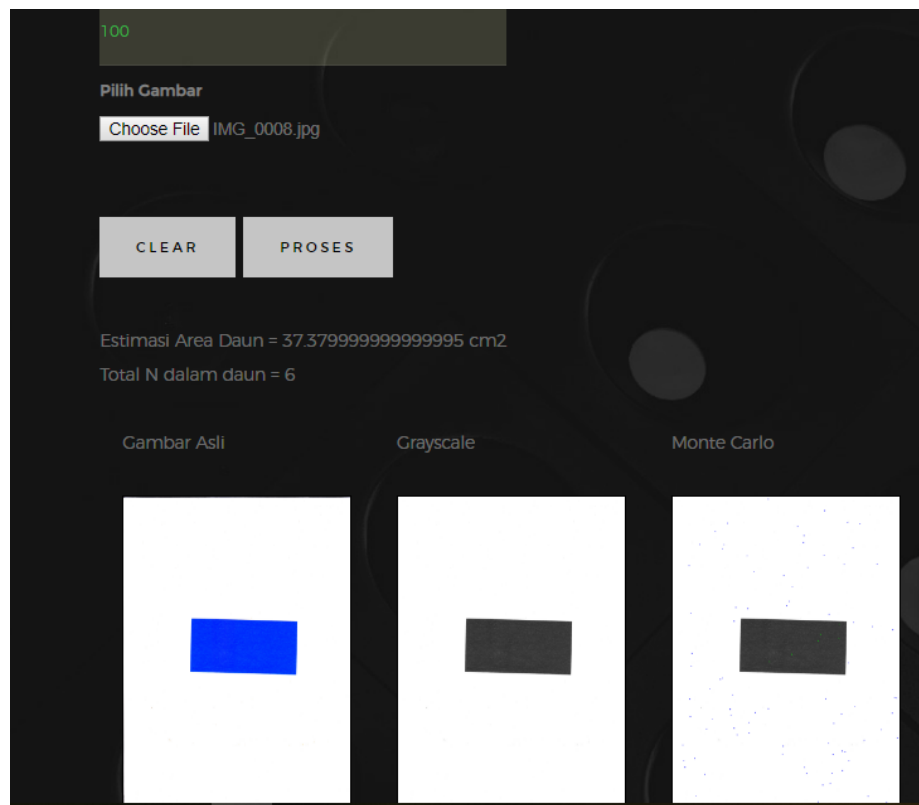 100
Pilih Gambar
Choose File IMG_0008.jpg
CLEAR PROSES
Estimasi Area Daun = 37.379999999999995 cm2
Total N dalam daun = 6
Gambar Asli Grayscale Monte Carlo